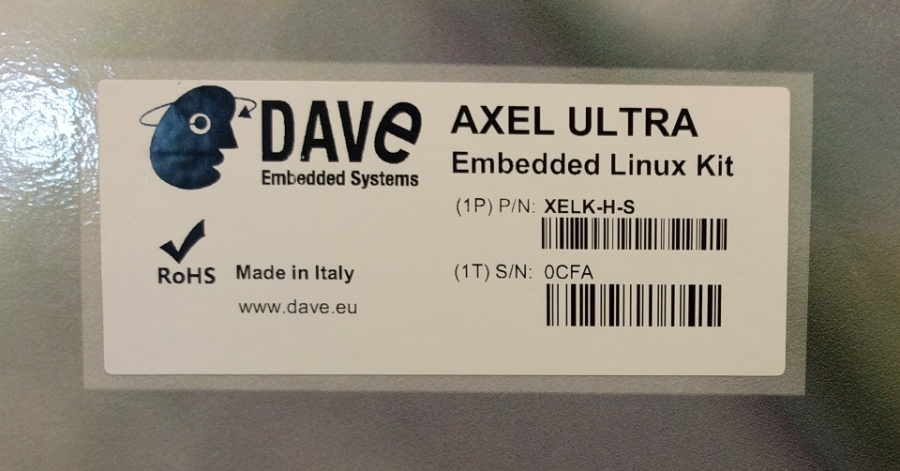 DAVe
Embedded Systems
AXEL ULTRA
Embedded Linux Kit
(1P) P/N: XELK-H-S
(1T) S/N: 0CFA
RoHS
Made in Italy
www.dave.eu